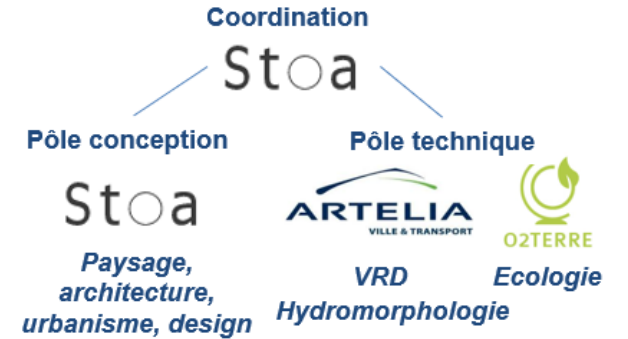 Coordination
Stoa
Pôle conception
Pôle technique
Stoa
ARTELIA
VILLE & TRANSPORT
O2TERRE
Paysage,
architecture,
urbanisme, design
VRD
Hydromorphologie
Ecologie